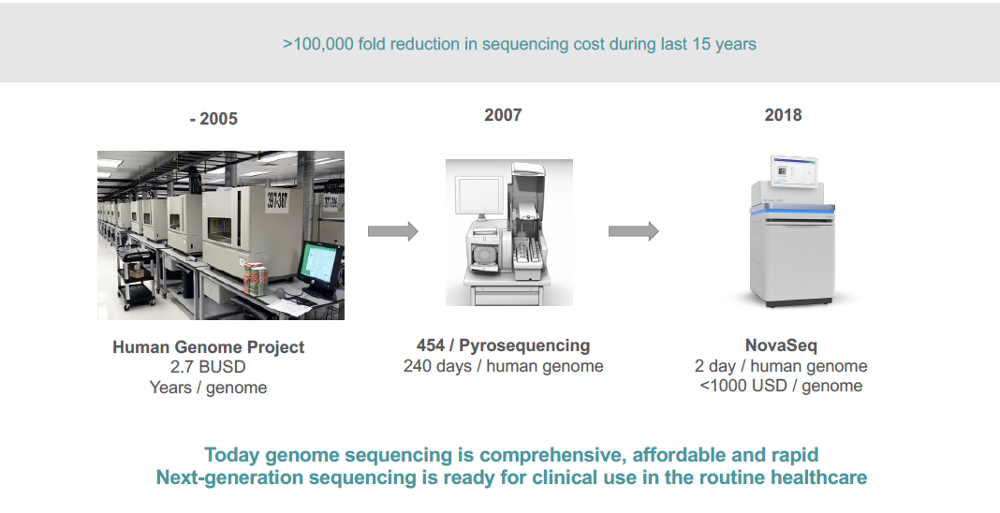 >100,000 fold reduction in sequencing cost during last 15 years
- 2005
2007
2018
397-367
Human Genome Project
2.7 BUSD
Years / genome
454 / Pyrosequencing
240 days / human genome
NovaSeq
2 day / human genome
<1000 USD / genome
Today genome sequencing is comprehensive, affordable and rapid
Next-generation sequencing is ready for clinical use in the routine healthcare